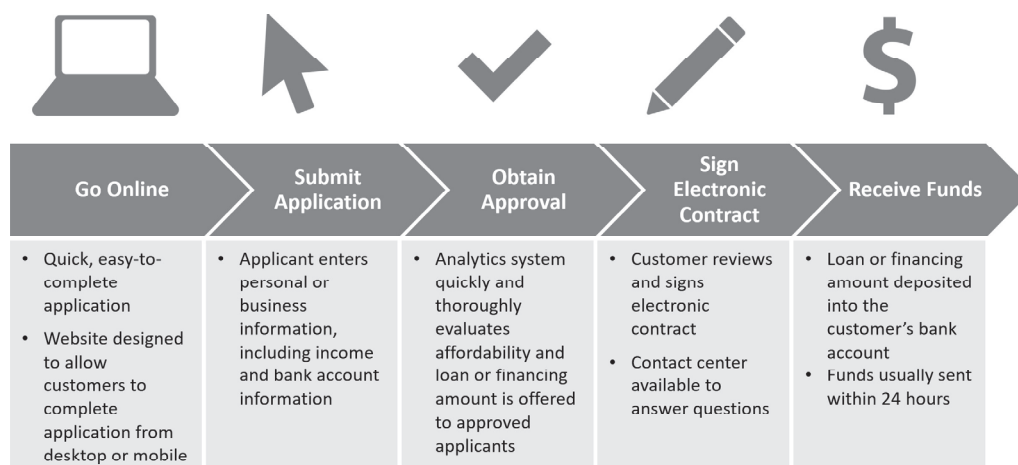 $
Go Online
Submit
Application
Obtain
Approval
Sign
Electronic
Contract
Receive Funds
• Quick, easy-to-
complete
application
• Website designed
to allow
customers to
complete
application from
desktop or mobile
• Applicant enters
personal or
business
information,
including income
and bank account
information
• Analytics system
quickly and
thoroughly
evaluates
affordability and
loan or financing
amount is offered
to approved
applicants
• Customer reviews
and signs
electronic
contract
• Contact center
available to
answer questions
• Loan or financing
amount deposited
into the
customer’s bank
account
• Funds usually sent
within 24 hours